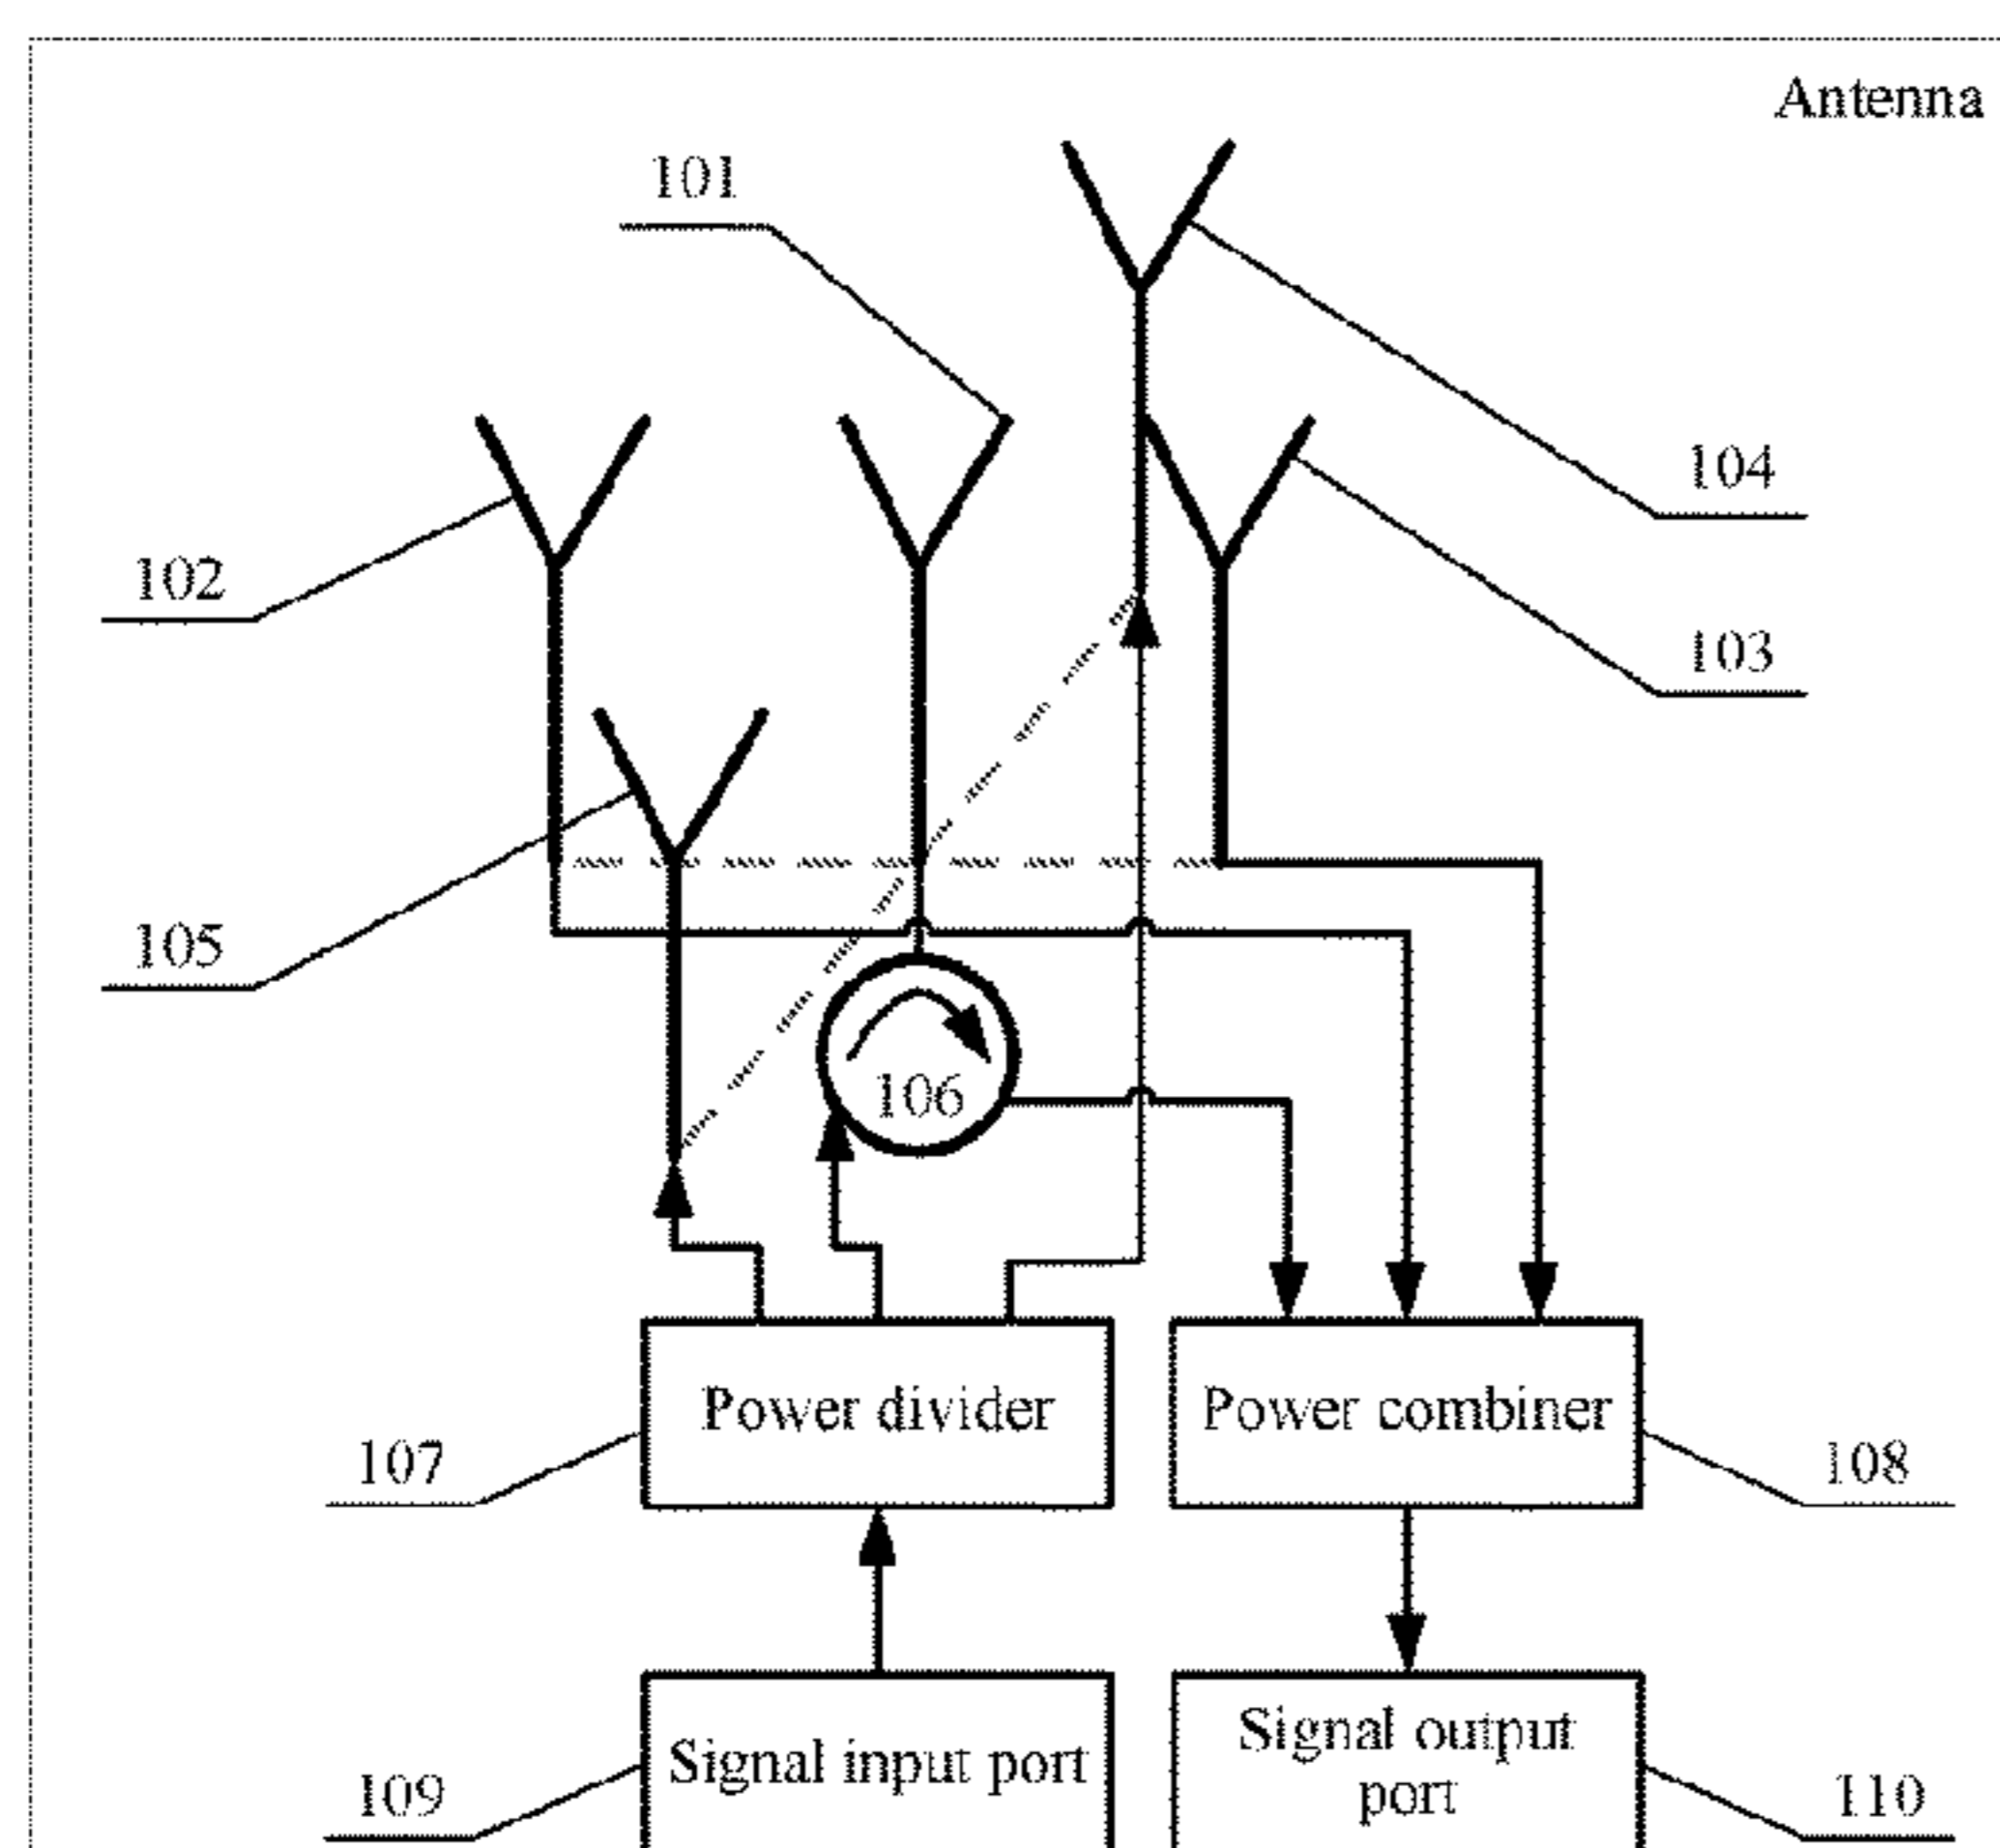 Antenna
101
104
102
103
105
106
Power divider
Power combiner
107
108
Signal input port
Signal output
port
109
110